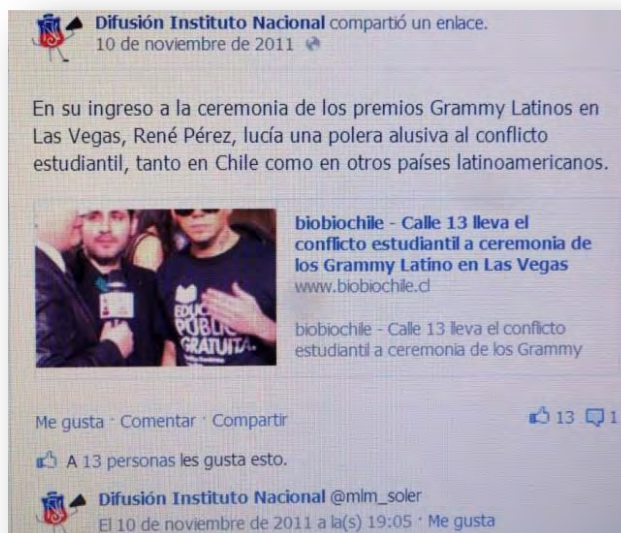 Difusión Instituto Nacional compartió un enlace.
10 de noviembre de 2011
En su ingreso a la ceremonia de los premios Grammy Latinos en
Las Vegas, René Pérez, lucía una polera alusiva al conflicto
estudiantil, tanto en Chile como en otros países latinoamericanos.
EDUC
PÚBLIC
GRATUITA.
biobiochile - Calle 13 lleva el
conflicto estudiantil a ceremonia de
los Grammy Latino en Las Vegas
www.biobiochile.cl
biobiochile - Calle 13 lleva el conflicto
estudiantil a ceremonia de los Grammy
Me gusta · Comentar · Compartir
13 1
A 13 personas les gusta esto.
Difusión Instituto Nacional @mlm_soler
El 10 de noviembre de 2011 a la(s) 19:05 · Me gusta